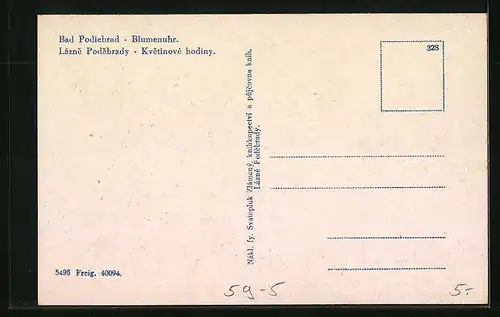 Bad Podiebrad - Blumenuhr.
Lázně Poděbrady - Květinové hodiny.
328
Nákl. fy. Svatopluk Zlámaný, knihkupectví a půjčovna knih,
Lázně Poděbrady.
5496 Freig. 40094.
59-5
5.-